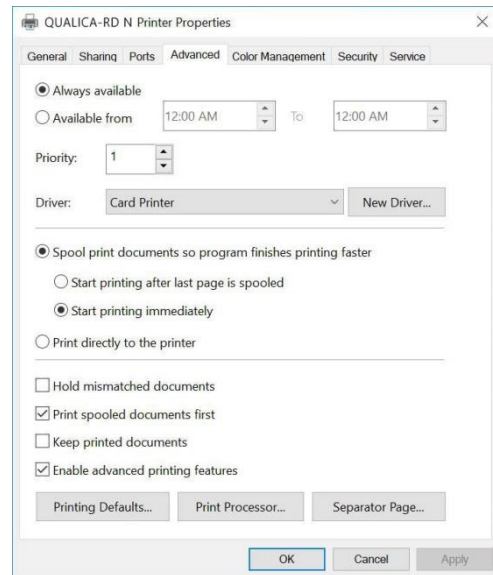 QUALICA-RD N Printer Properties
General Sharing Ports Advanced Color Management Security Service
Always available
Available from 12:00 AM To 12:00 AM
Priority: 1
Driver: Card Printer New Driver...
Spool print documents so program finishes printing faster
Start printing after last page is spooled
Start printing immediately
Print directly to the printer
Hold mismatched documents
Print spooled documents first
Keep printed documents
Enable advanced printing features
Printing Defaults... Print Processor... Separator Page...
OK Cancel Apply